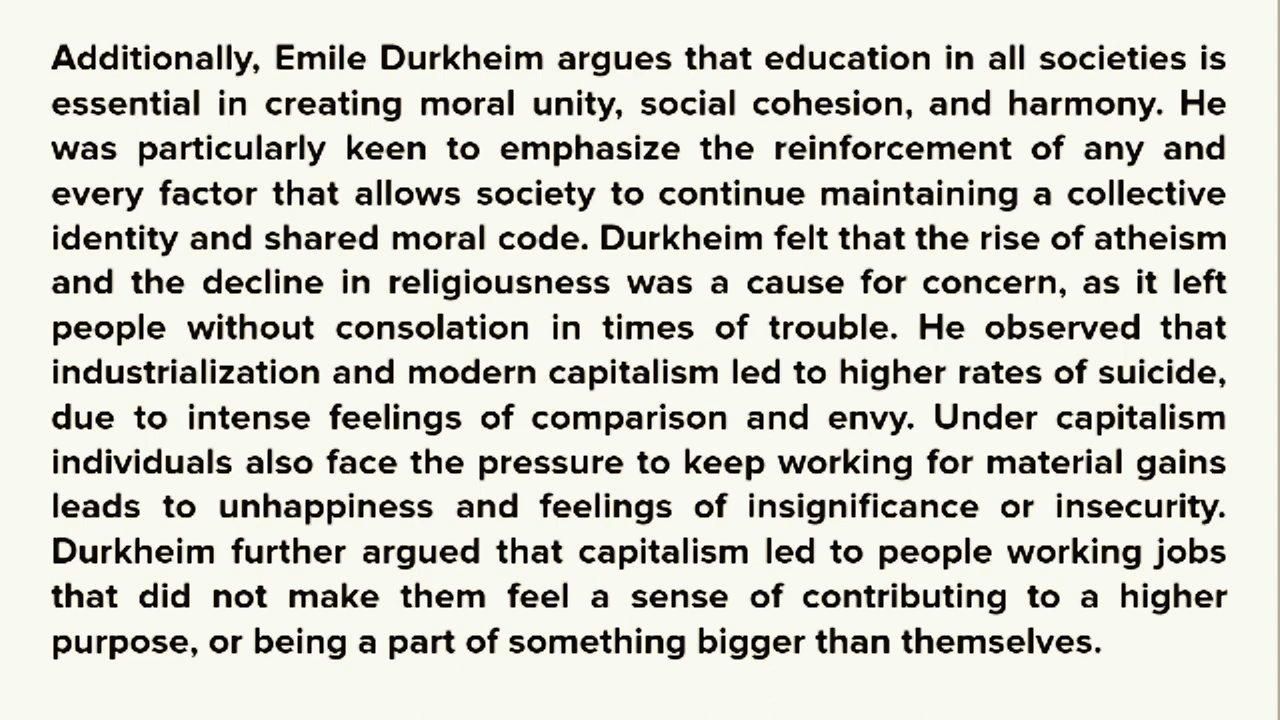 Additionally, Emile Durkheim argues that education in all societies is
essential in creating moral unity, social cohesion, and harmony. He
was particularly keen to emphasize the reinforcement of any and
every factor that allows society to continue maintaining a collective
identity and shared moral code. Durkheim felt that the rise of atheism
and the decline in religiousness was a cause for concern, as it left
people without consolation in times of trouble. He observed that
industrialization and modern capitalism led to higher rates of suicide,
due to intense feelings of comparison and envy. Under capitalism
individuals also face the pressure to keep working for material gains
leads to unhappiness and feelings of insignificance or insecurity.
Durkheim further argued that capitalism led to people working jobs
that did not make them feel a sense of contributing to a higher
purpose, or being a part of something bigger than themselves.